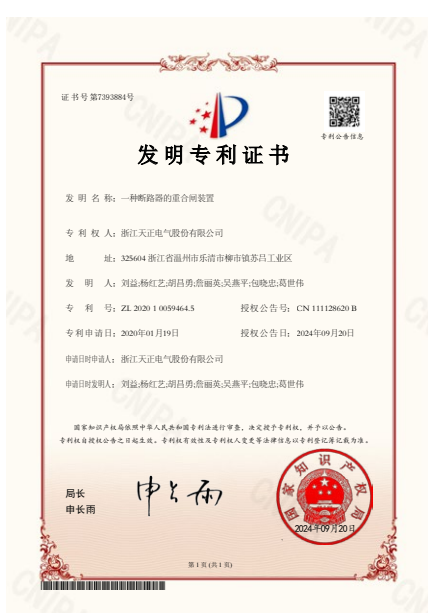 证书号第7393884号
专利公告信息
发明专利证书
发明名称：一种断路器的重合闸装置
专利权人：浙江天正电气股份有限公司
地址：325604 浙江省温州市乐清市柳市镇苏吕工业区
发明人：刘益;杨红艺;胡昌勇;詹丽英;吴燕平;包晓忠;葛世伟
专利号：ZL 2020 1 0059464.5 授权公告号：CN 111128620 B
专利申请日：2020年01月19日 授权公告日：2024年09月20日
申请日时申请人：浙江天正电气股份有限公司
申请日时发明人：刘益;杨红艺;胡昌勇;詹丽英;吴燕平;包晓忠;葛世伟
国家知识产权局依照中华人民共和国专利法进行审查，决定授予专利权，并予以公告。
专利权自授权公告之日起生效。专利权有效性及专利权人变更等法律信息以专利登记簿记载为准。
局长
申长雨
申长雨
国家知识产权局
2024年09月20日
第 1 页 (共 1 页)
CNIPA